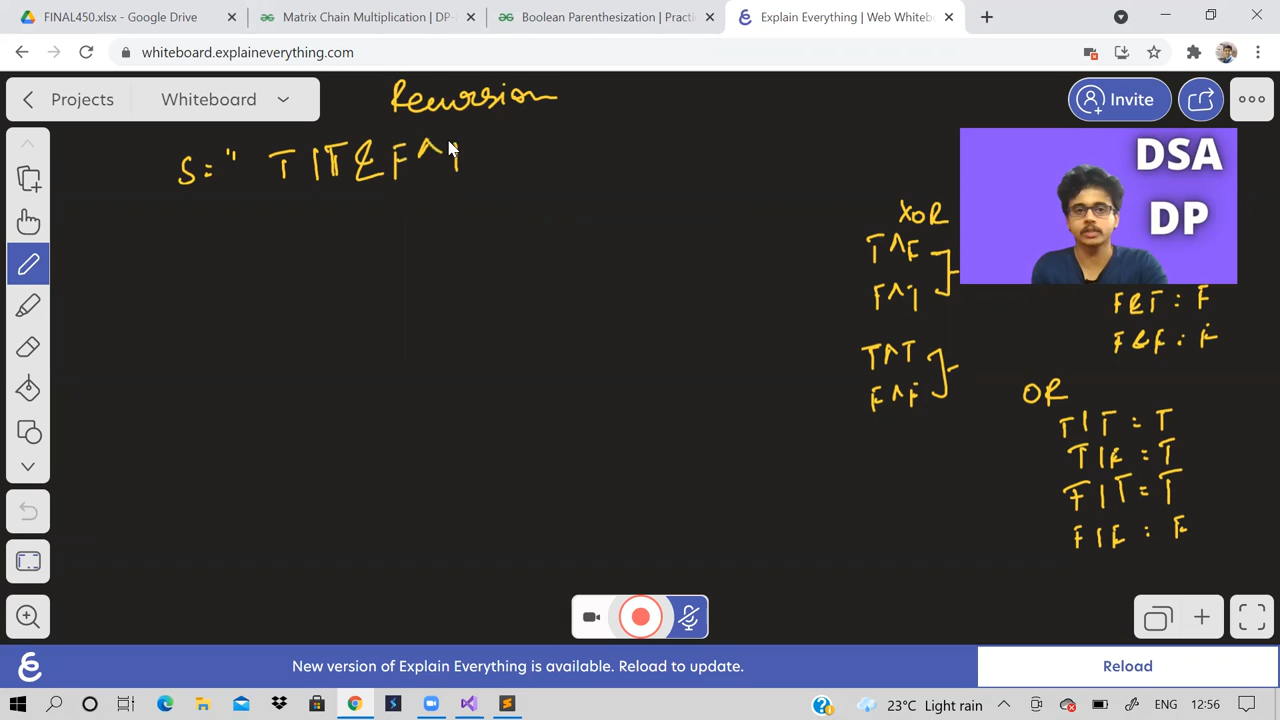 FINAL450.xlsx - Google Drive
Matrix Chain Multiplication | DP-
Boolean Parenthesization | Practi
Explain Everything | Web Whitebo
whiteboard.explaineverything.com
Projects
Whiteboard
Invite
Recursion
S = " T | T & F ^
DSA
DP
XOR
T ^ F
F ^ T
T ^ T
F ^ F
F & T : F
F & F : F
OR
T | T = T
T | F = T
F | T = T
F | F : F
New version of Explain Everything is available. Reload to update.
Reload
23°C Light rain
ENG
12:56